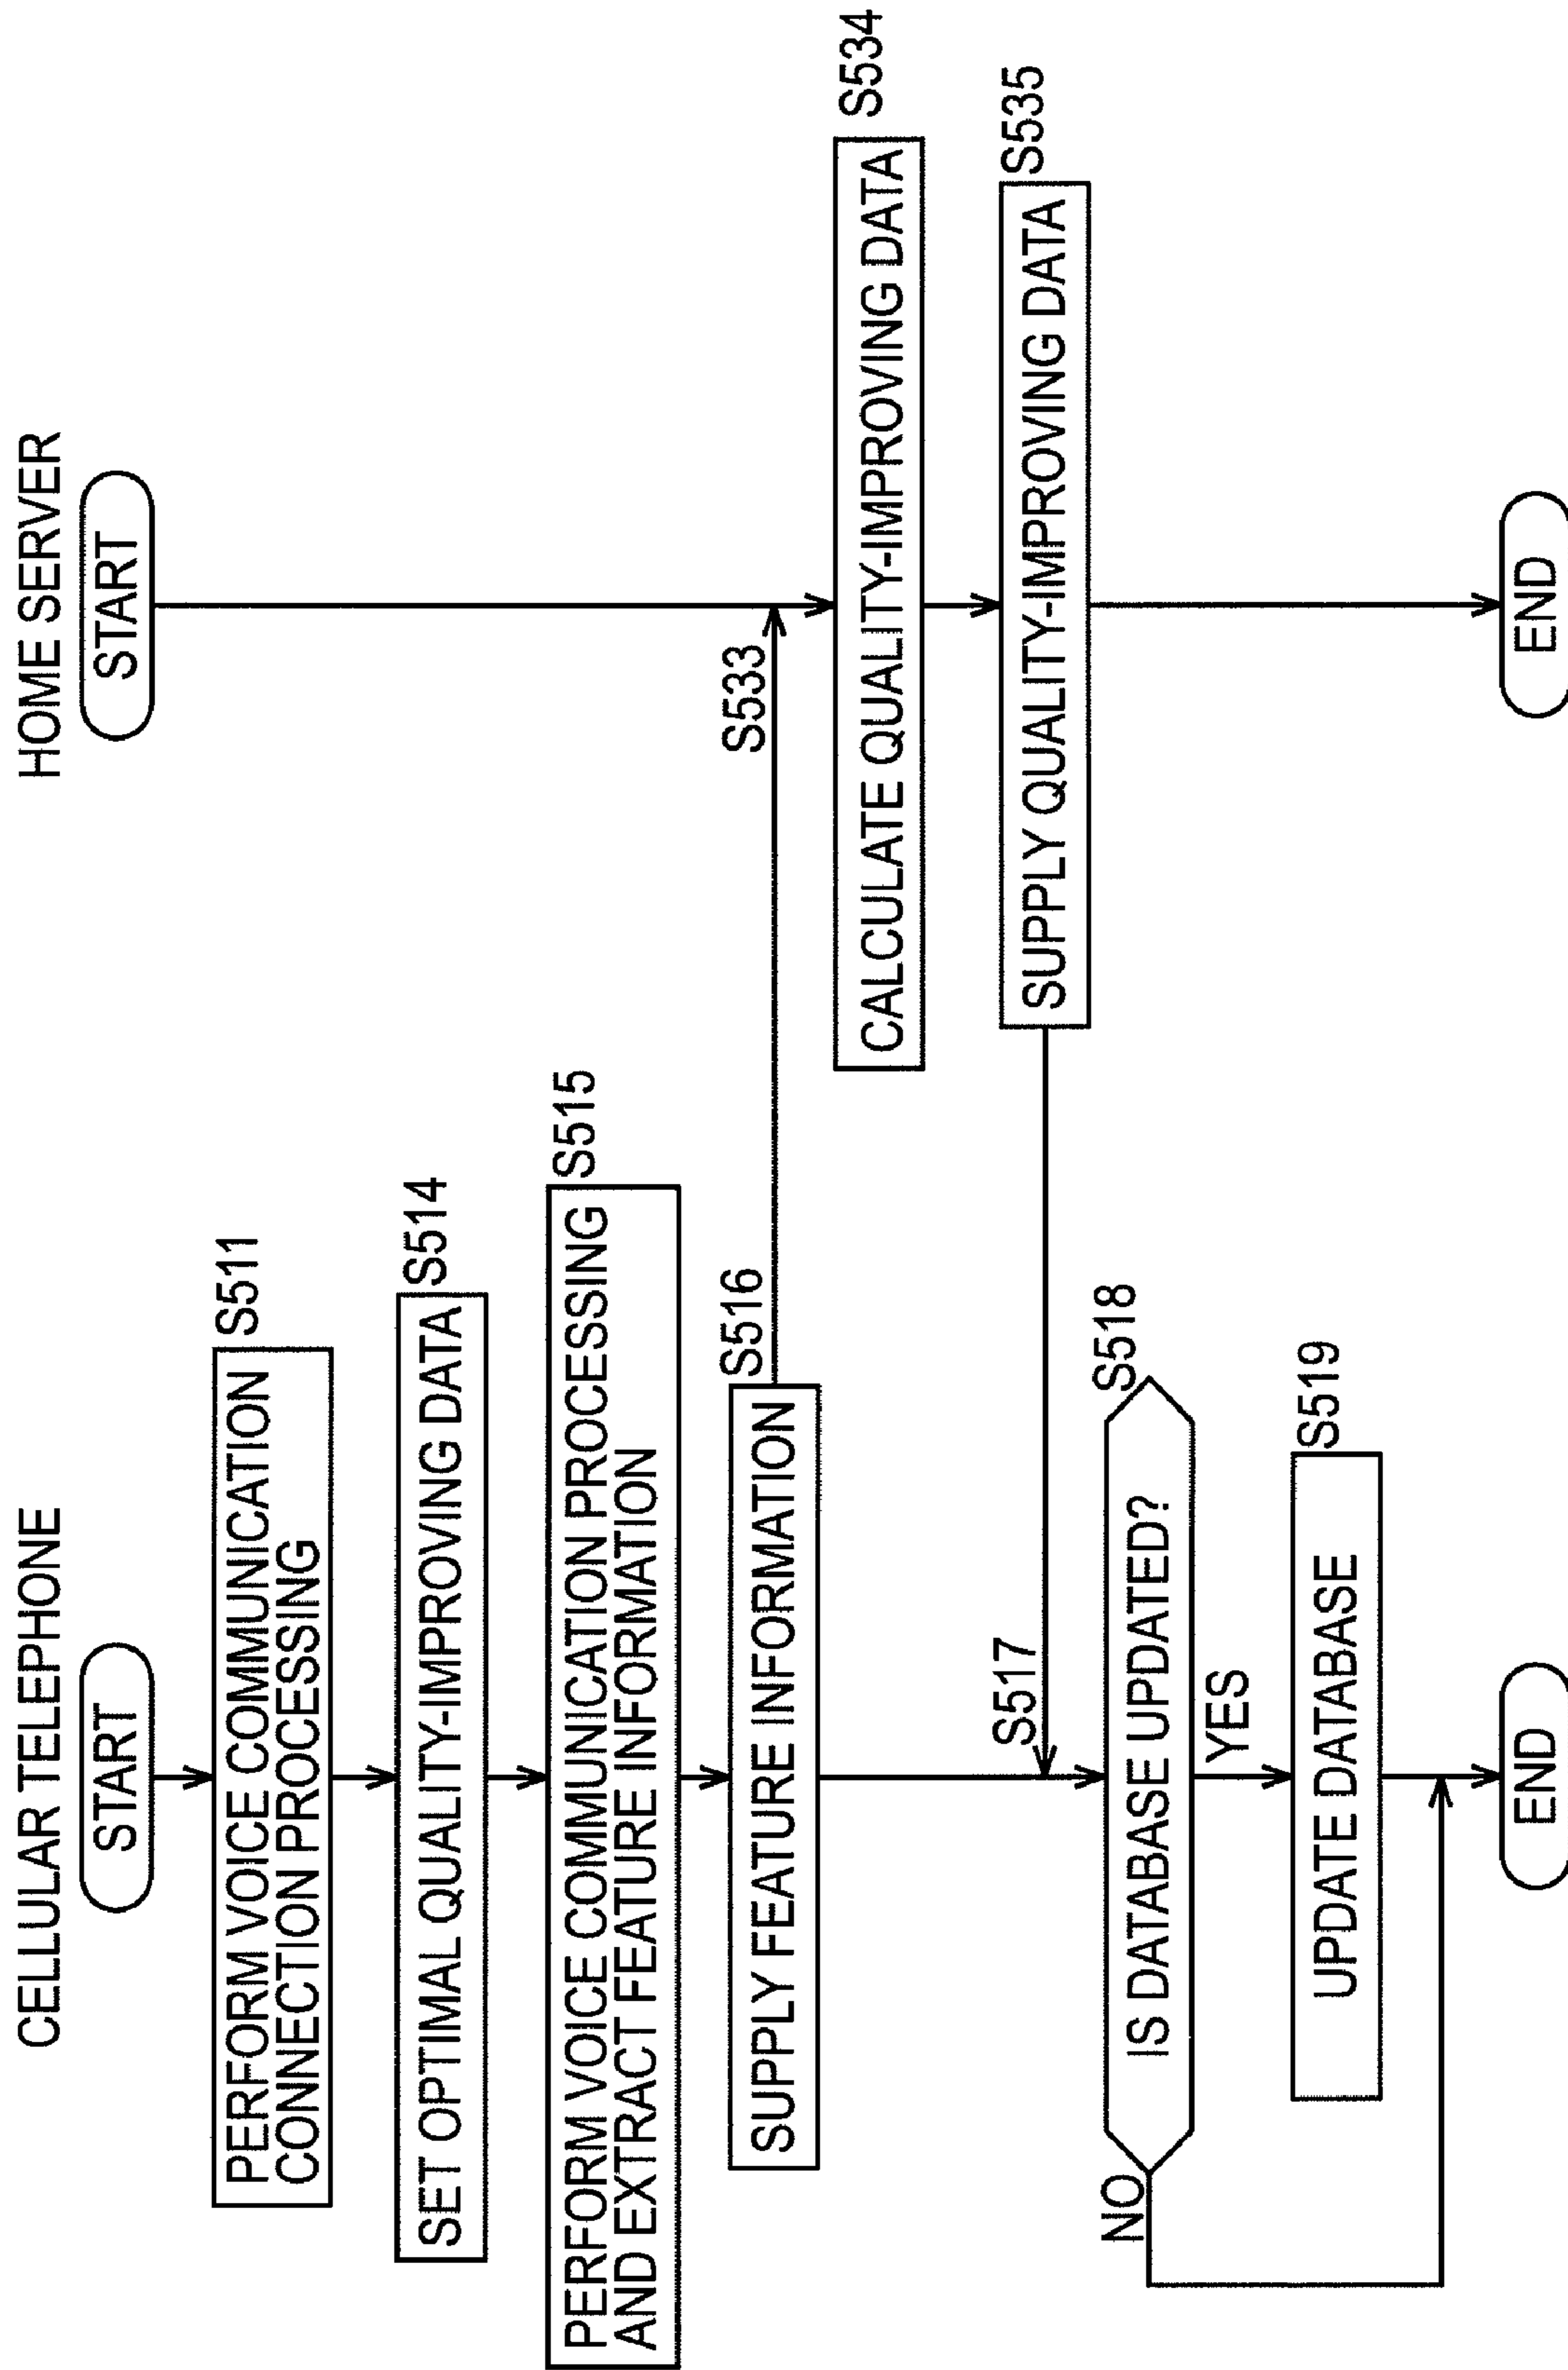 CELLULAR TELEPHONE
START
PERFORM VOICE COMMUNICATION
CONNECTION PROCESSING
S511
SET OPTIMAL QUALITY-IMPROVING DATA
S514
PERFORM VOICE COMMUNICATION PROCESSING
AND EXTRACT FEATURE INFORMATION
S515
SUPPLY FEATURE INFORMATION
S516
S517
IS DATABASE UPDATED?
S518
NO
YES
UPDATE DATABASE
S519
END
HOME SERVER
START
S533
CALCULATE QUALITY-IMPROVING DATA
S534
SUPPLY QUALITY-IMPROVING DATA
S535
END